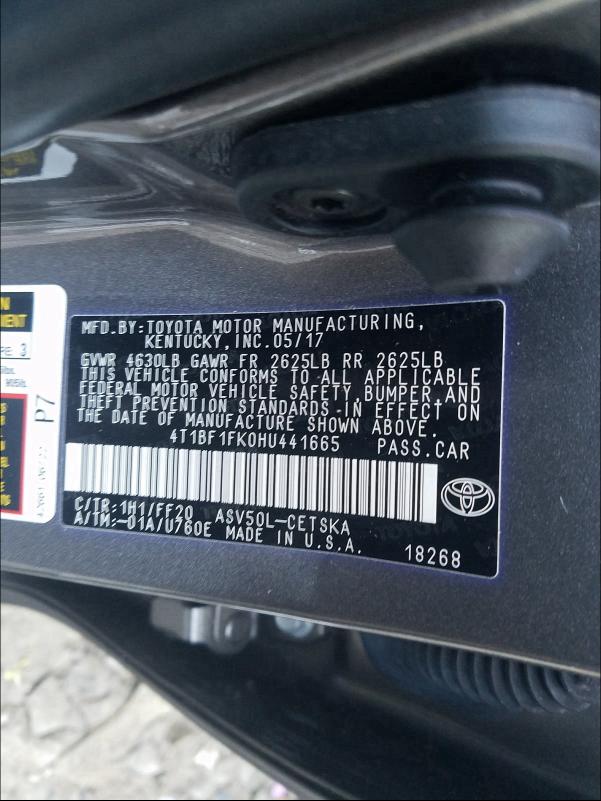 MFD.BY:TOYOTA MOTOR MANUFACTURING,
KENTUCKY, INC.05/17
GVWR 4630LB GAWR FR 2625LB RR 2625LB
THIS VEHICLE CONFORMS TO ALL APPLICABLE
FEDERAL MOTOR VEHICLE SAFETY,BUMPER,AND
THEFT PREVENTION STANDARDS IN EFFECT ON
THE DATE OF MANUFACTURE SHOWN ABOVE.
4T1BF1FK0HU441665 PASS.CAR
C/TR:1H1/FF20 ASV50L-CETSKA
A/TM:-01A/U760E MADE IN U.S.A.
18268
3
P7